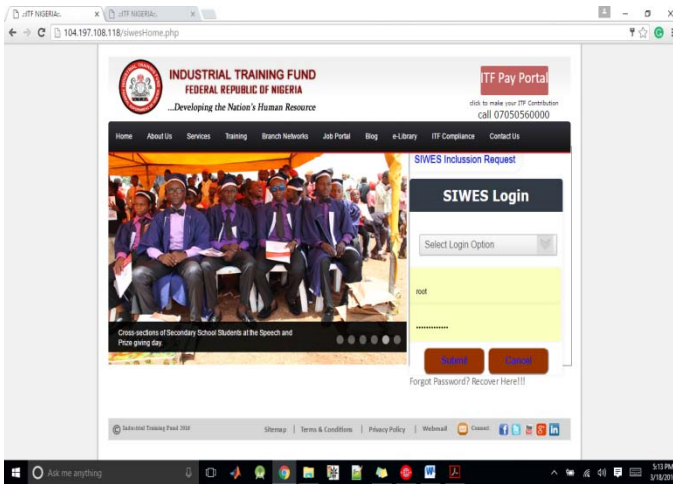 .::ITF NIGERIA::.
.::ITF NIGERIA::.
104.197.108.118/siwesHome.php
INDUSTRIAL TRAINING FUND
FEDERAL REPUBLIC OF NIGERIA
...Developing the Nation's Human Resource
ITF Pay Portal
click to make your ITF Contribution
call 07050560000
Home About Us Services Training Branch Networks Job Portal Blog e-Library ITF Compliance Contact Us
SIWES Inclussion Request
SIWES Login
Select Login Option
root
•••••••••••••
Submit Cancel
Forgot Password? Recover Here!!!
Cross-sections of Secondary School Students at the Speech and
Prize giving day.
© Industrial Training Fund 2016
Sitemap | Terms & Conditions | Privacy Policy | Webmail Connect
Ask me anything
5:13 PM